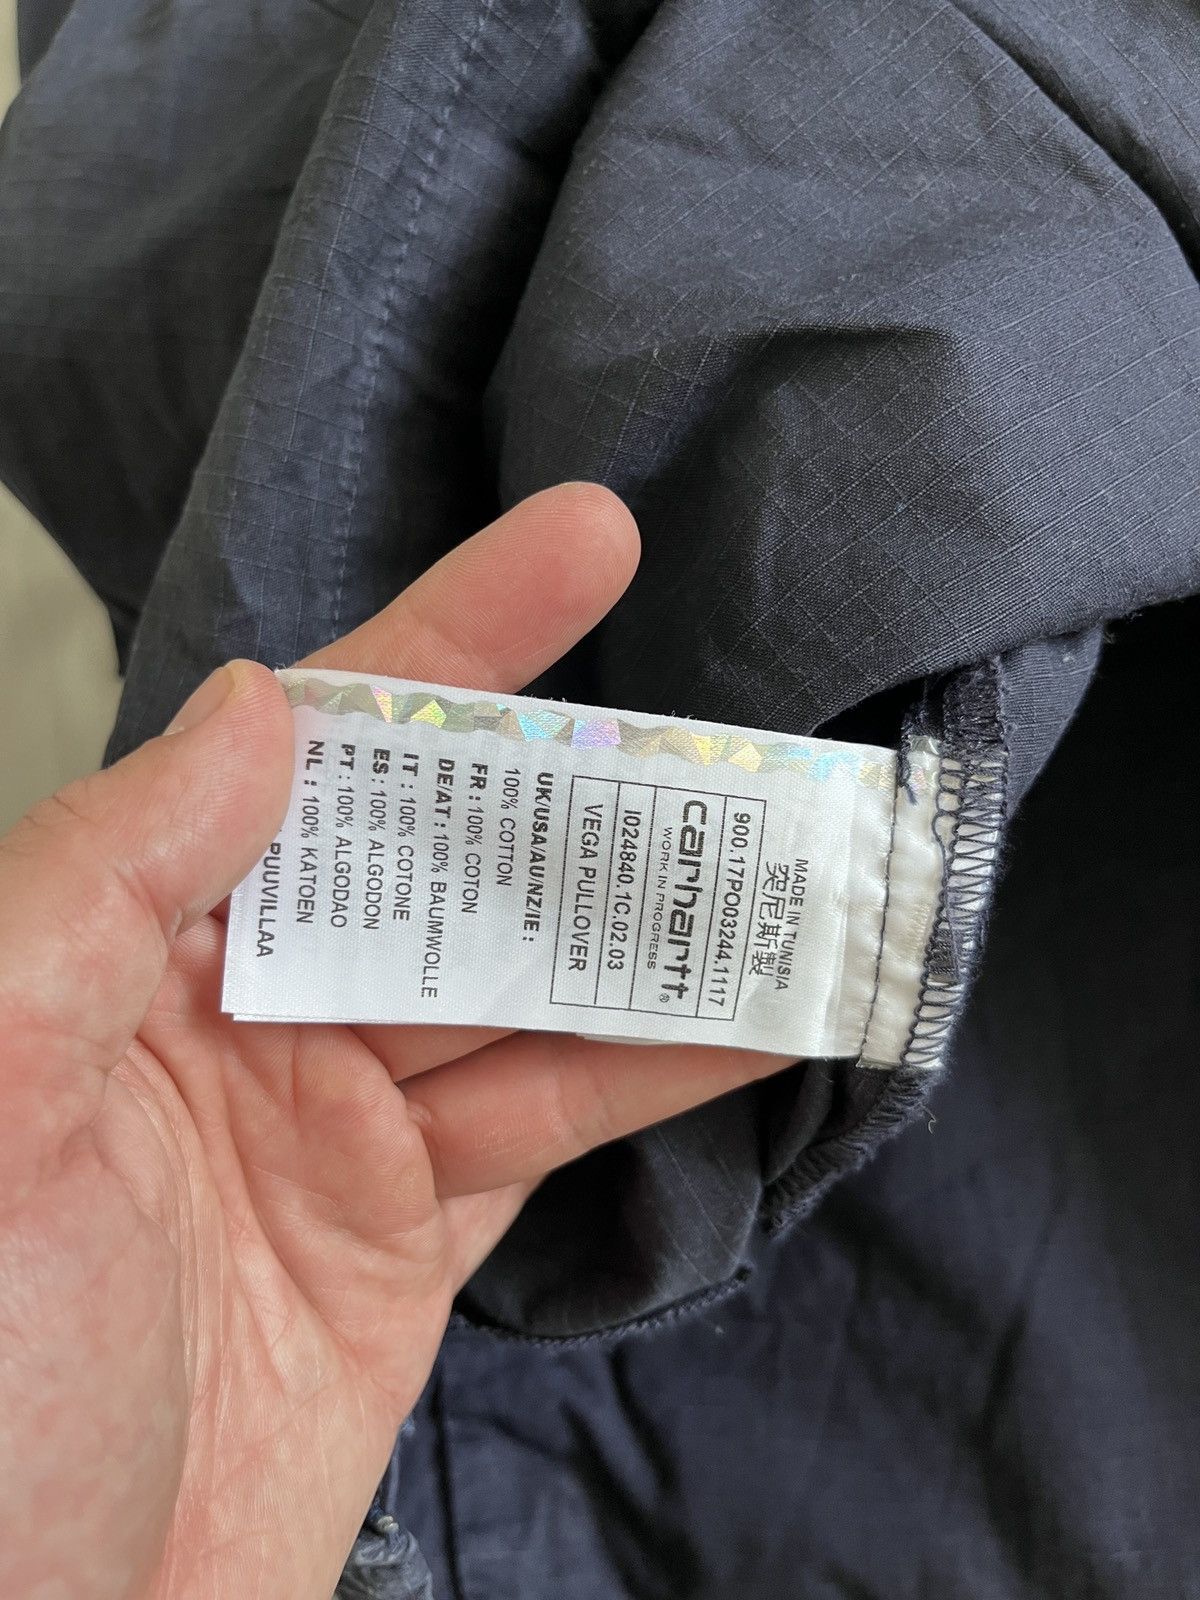 MADE IN TUNISIA
突尼斯製
900.17PO03244.1117
carhartt®
WORK IN PROGRESS
I024840.1C.02.03
VEGA PULLOVER
UK/USA/AU/NZ/IE :
100% COTTON
FR : 100% COTON
DE/AT : 100% BAUMWOLLE
IT : 100% COTONE
ES : 100% ALGODON
PT : 100% ALGODAO
NL : 100% KATOEN
PUUVILLAA